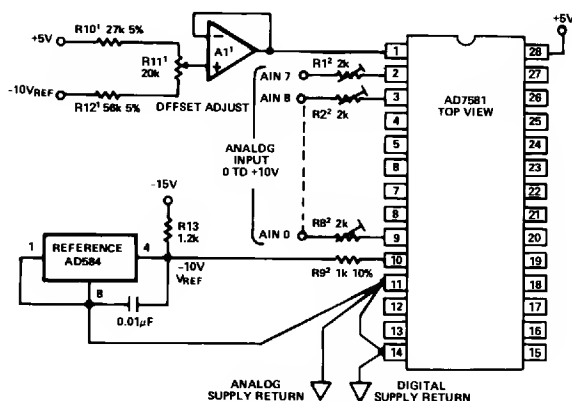 R10¹ 27k 5%
+5V
R11¹
20k
-10VREF
R12¹ 56k 5%
A1¹
−
+
OFFSET ADJUST
AIN 7
R1² 2k
AIN 8
R2² 2k
ANALOG
INPUT
0 TO +10V
AIN 0
R8² 2k
-15V
R13
1.2k
REFERENCE
AD584
1
4
8
-10V
VREF
0.01µF
R9² 1k 10%
ANALOG
SUPPLY RETURN
DIGITAL
SUPPLY RETURN
AD7581
TOP VIEW
+5V
1
2
3
4
5
6
7
8
9
10
11
12
13
14
28
27
26
25
24
23
22
21
20
19
18
17
16
15